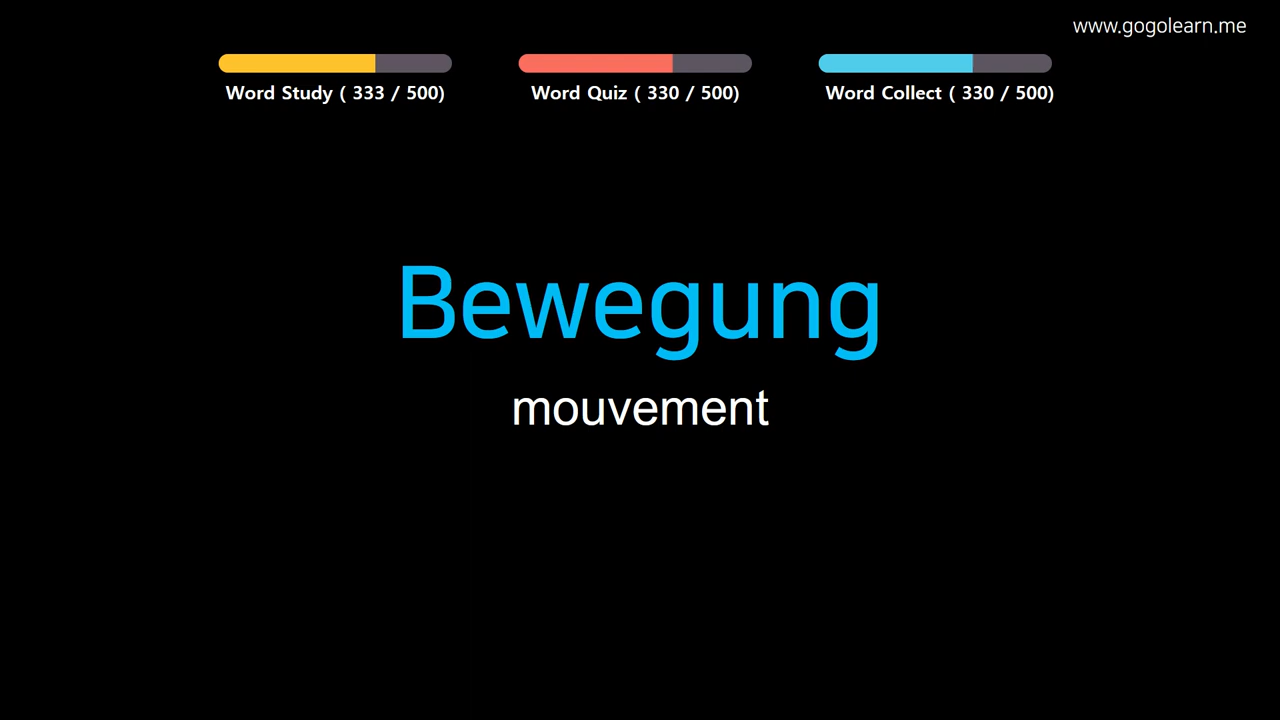 www.gogolearn.me
Word Study ( 333 / 500)
Word Quiz ( 330 / 500)
Word Collect ( 330 / 500)
Bewegung
mouvement